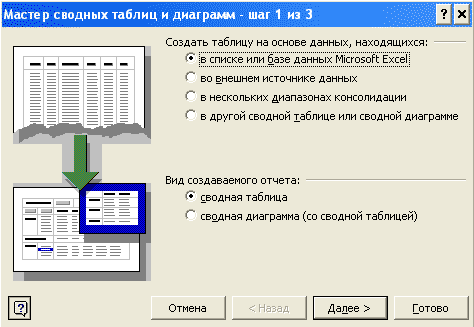 Мастер сводных таблиц и диаграмм - шаг 1 из 3
Создать таблицу на основе данных, находящихся:
в списке или базе данных Microsoft Excel
во внешнем источнике данных
в нескольких диапазонах консолидации
в другой сводной таблице или сводной диаграмме
Вид создаваемого отчета:
сводная таблица
сводная диаграмма (со сводной таблицей)
Отмена
< Назад
Далее >
Готово